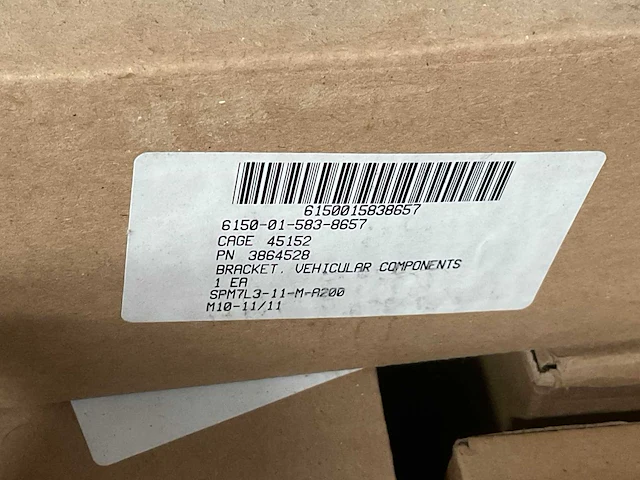 6150015838657
6150-01-583-8657
CAGE 45152
PN 3864528
BRACKET, VEHICULAR COMPONENTS
1 EA
SPM7L3-11-M-A200
M10-11/11